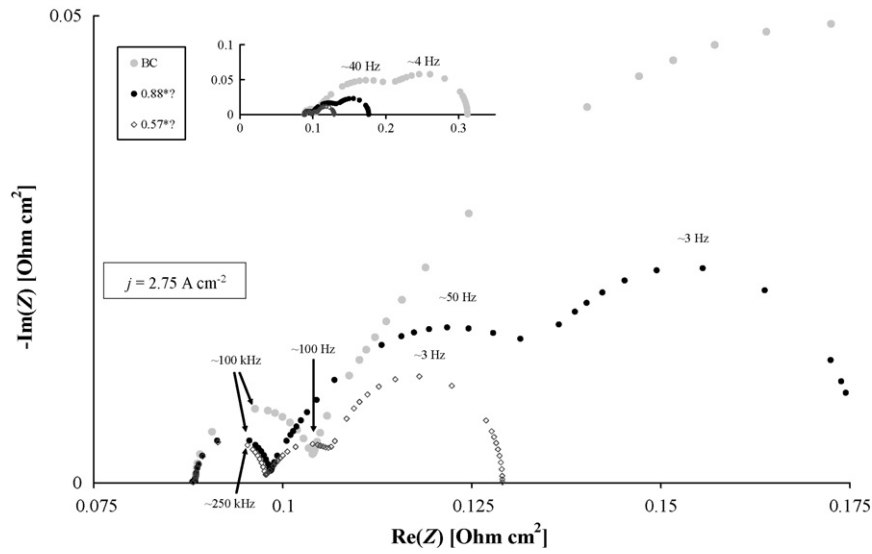 0.05
BC
0.88*?
0.57*?
0.1
0.05
0
0
0.1
0.2
0.3
~40 Hz
~4 Hz
-Im(Z) [Ohm cm²]
j = 2.75 A cm⁻²
~3 Hz
~50 Hz
~100 kHz
~100 Hz
~3 Hz
~250 kHz
0
0.075
0.1
0.125
0.15
0.175
Re(Z) [Ohm cm²]